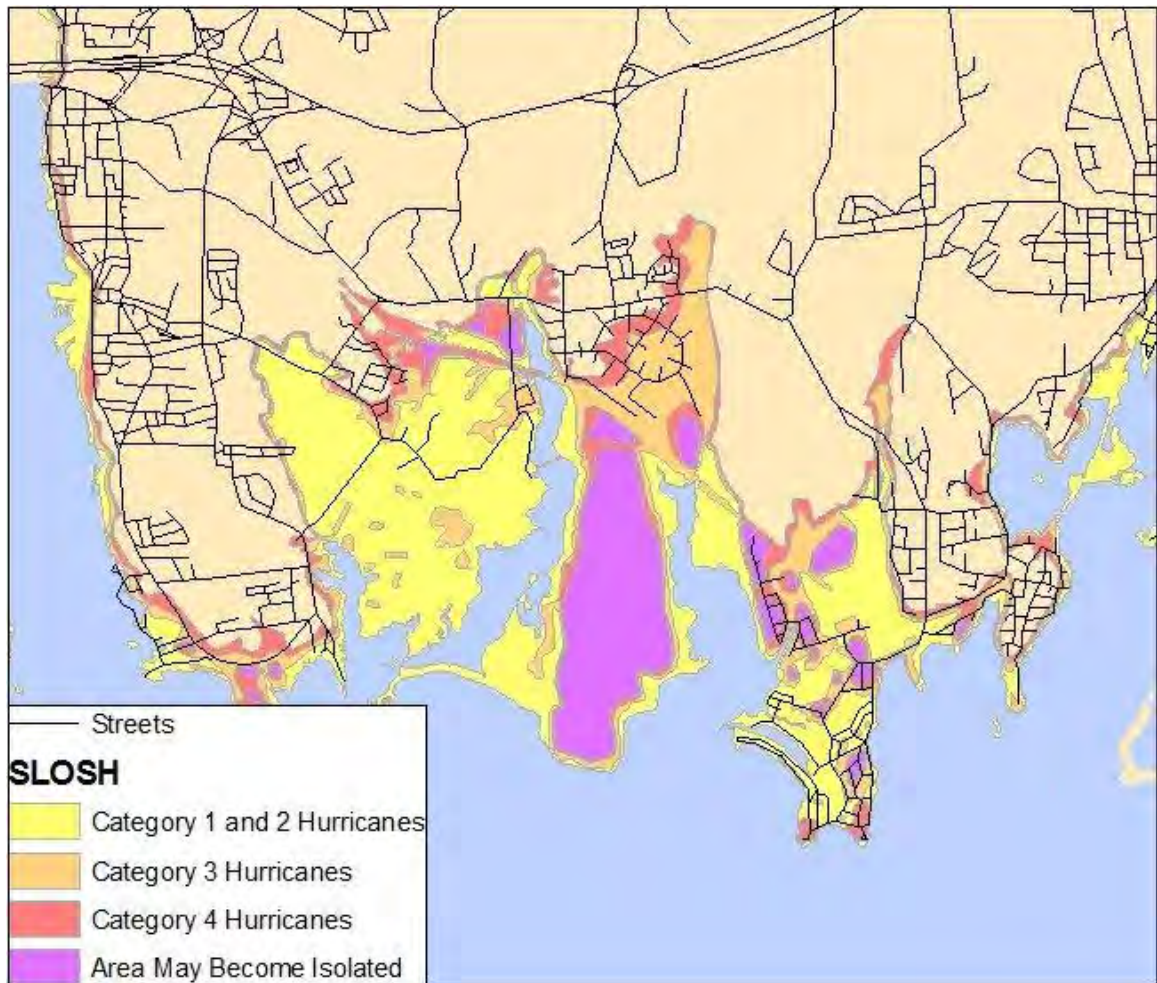 Streets
SLOSH
Category 1 and 2 Hurricanes
Category 3 Hurricanes
Category 4 Hurricanes
Area May Become Isolated